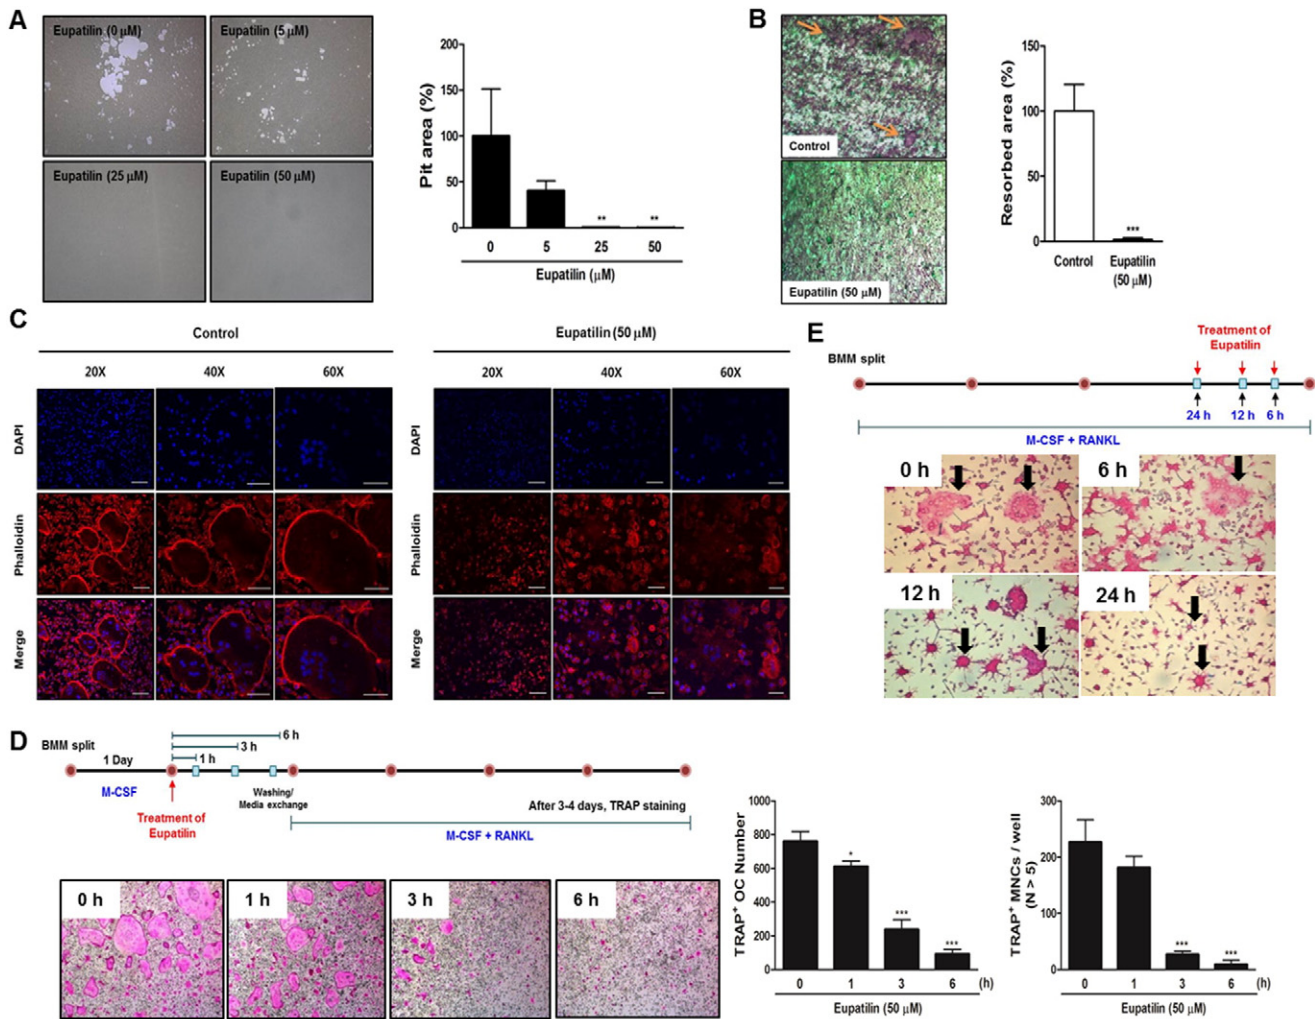 A
Eupatilin (0 μM)
Eupatilin (5 μM)
Eupatilin (25 μM)
Eupatilin (50 μM)
Pit area (%)
200
150
100
50
0
** **
0 5 25 50
Eupatilin (μM)
B
Control
Eupatilin (50 μM)
Resorbed area (%)
150
100
50
0
***
Control Eupatilin
(50 μM)
C
Control
20X 40X 60X
DAPI
Phalloidin
Merge
Eupatilin (50 μM)
20X 40X 60X
DAPI
Phalloidin
Merge
E
Treatment of
Eupatilin
BMM split
24 h 12 h 6 h
M-CSF + RANKL
0 h
6 h
12 h
24 h
D
BMM split
6 h
3 h
1 h
1 Day
M-CSF
Treatment of
Eupatilin
Washing/
Media exchange
After 3-4 days, TRAP staining
M-CSF + RANKL
0 h
1 h
3 h
6 h
TRAP⁺ OC Number
1000
800
600
400
200
0
*
***
***
0 1 3 6 (h)
Eupatilin (50 μM)
TRAP⁺ MNCs / well
(N > 5)
300
200
100
0
***
***
0 1 3 6 (h)
Eupatilin (50 μM)